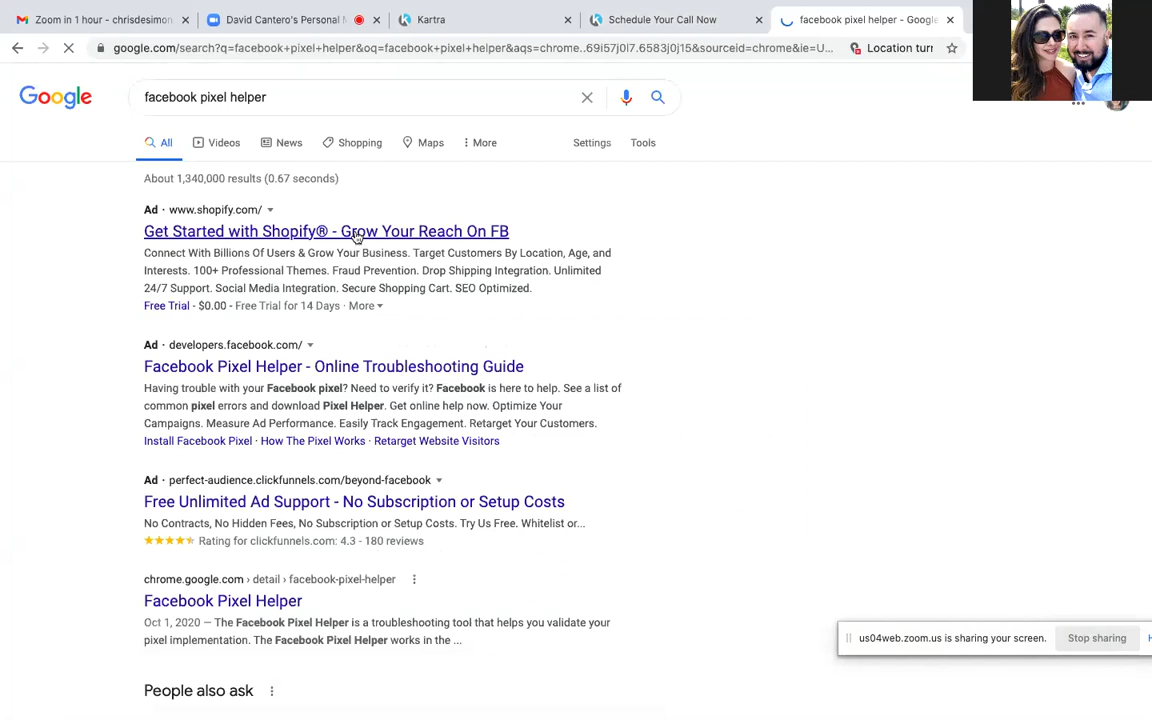 Zoom in 1 hour - chrisdesimon
David Cantero's Personal
Kartra
Schedule Your Call Now
facebook pixel helper - Google
google.com/search?q=facebook+pixel+helper&oq=facebook+pixel+helper&aqs=chrome..69i57j0l7.6583j0j15&sourceid=chrome&ie=U...
Location turn
Google
facebook pixel helper
All
Videos
News
Shopping
Maps
More
Settings
Tools
About 1,340,000 results (0.67 seconds)
Ad · www.shopify.com/
Get Started with Shopify® - Grow Your Reach On FB
Connect With Billions Of Users & Grow Your Business. Target Customers By Location, Age, and
Interests. 100+ Professional Themes. Fraud Prevention. Drop Shipping Integration. Unlimited
24/7 Support. Social Media Integration. Secure Shopping Cart. SEO Optimized.
Free Trial - $0.00 - Free Trial for 14 Days · More
Ad · developers.facebook.com/
Facebook Pixel Helper - Online Troubleshooting Guide
Having trouble with your Facebook pixel? Need to verify it? Facebook is here to help. See a list of
common pixel errors and download Pixel Helper. Get online help now. Optimize Your
Campaigns. Measure Ad Performance. Easily Track Engagement. Retarget Your Customers.
Install Facebook Pixel · How The Pixel Works · Retarget Website Visitors
Ad · perfect-audience.clickfunnels.com/beyond-facebook
Free Unlimited Ad Support - No Subscription or Setup Costs
No Contracts, No Hidden Fees, No Subscription or Setup Costs. Try Us Free. Whitelist or...
Rating for clickfunnels.com: 4.3 - 180 reviews
chrome.google.com › detail › facebook-pixel-helper
Facebook Pixel Helper
Oct 1, 2020 — The Facebook Pixel Helper is a troubleshooting tool that helps you validate your
pixel implementation. The Facebook Pixel Helper works in the ...
us04web.zoom.us is sharing your screen.
Stop sharing
H
People also ask